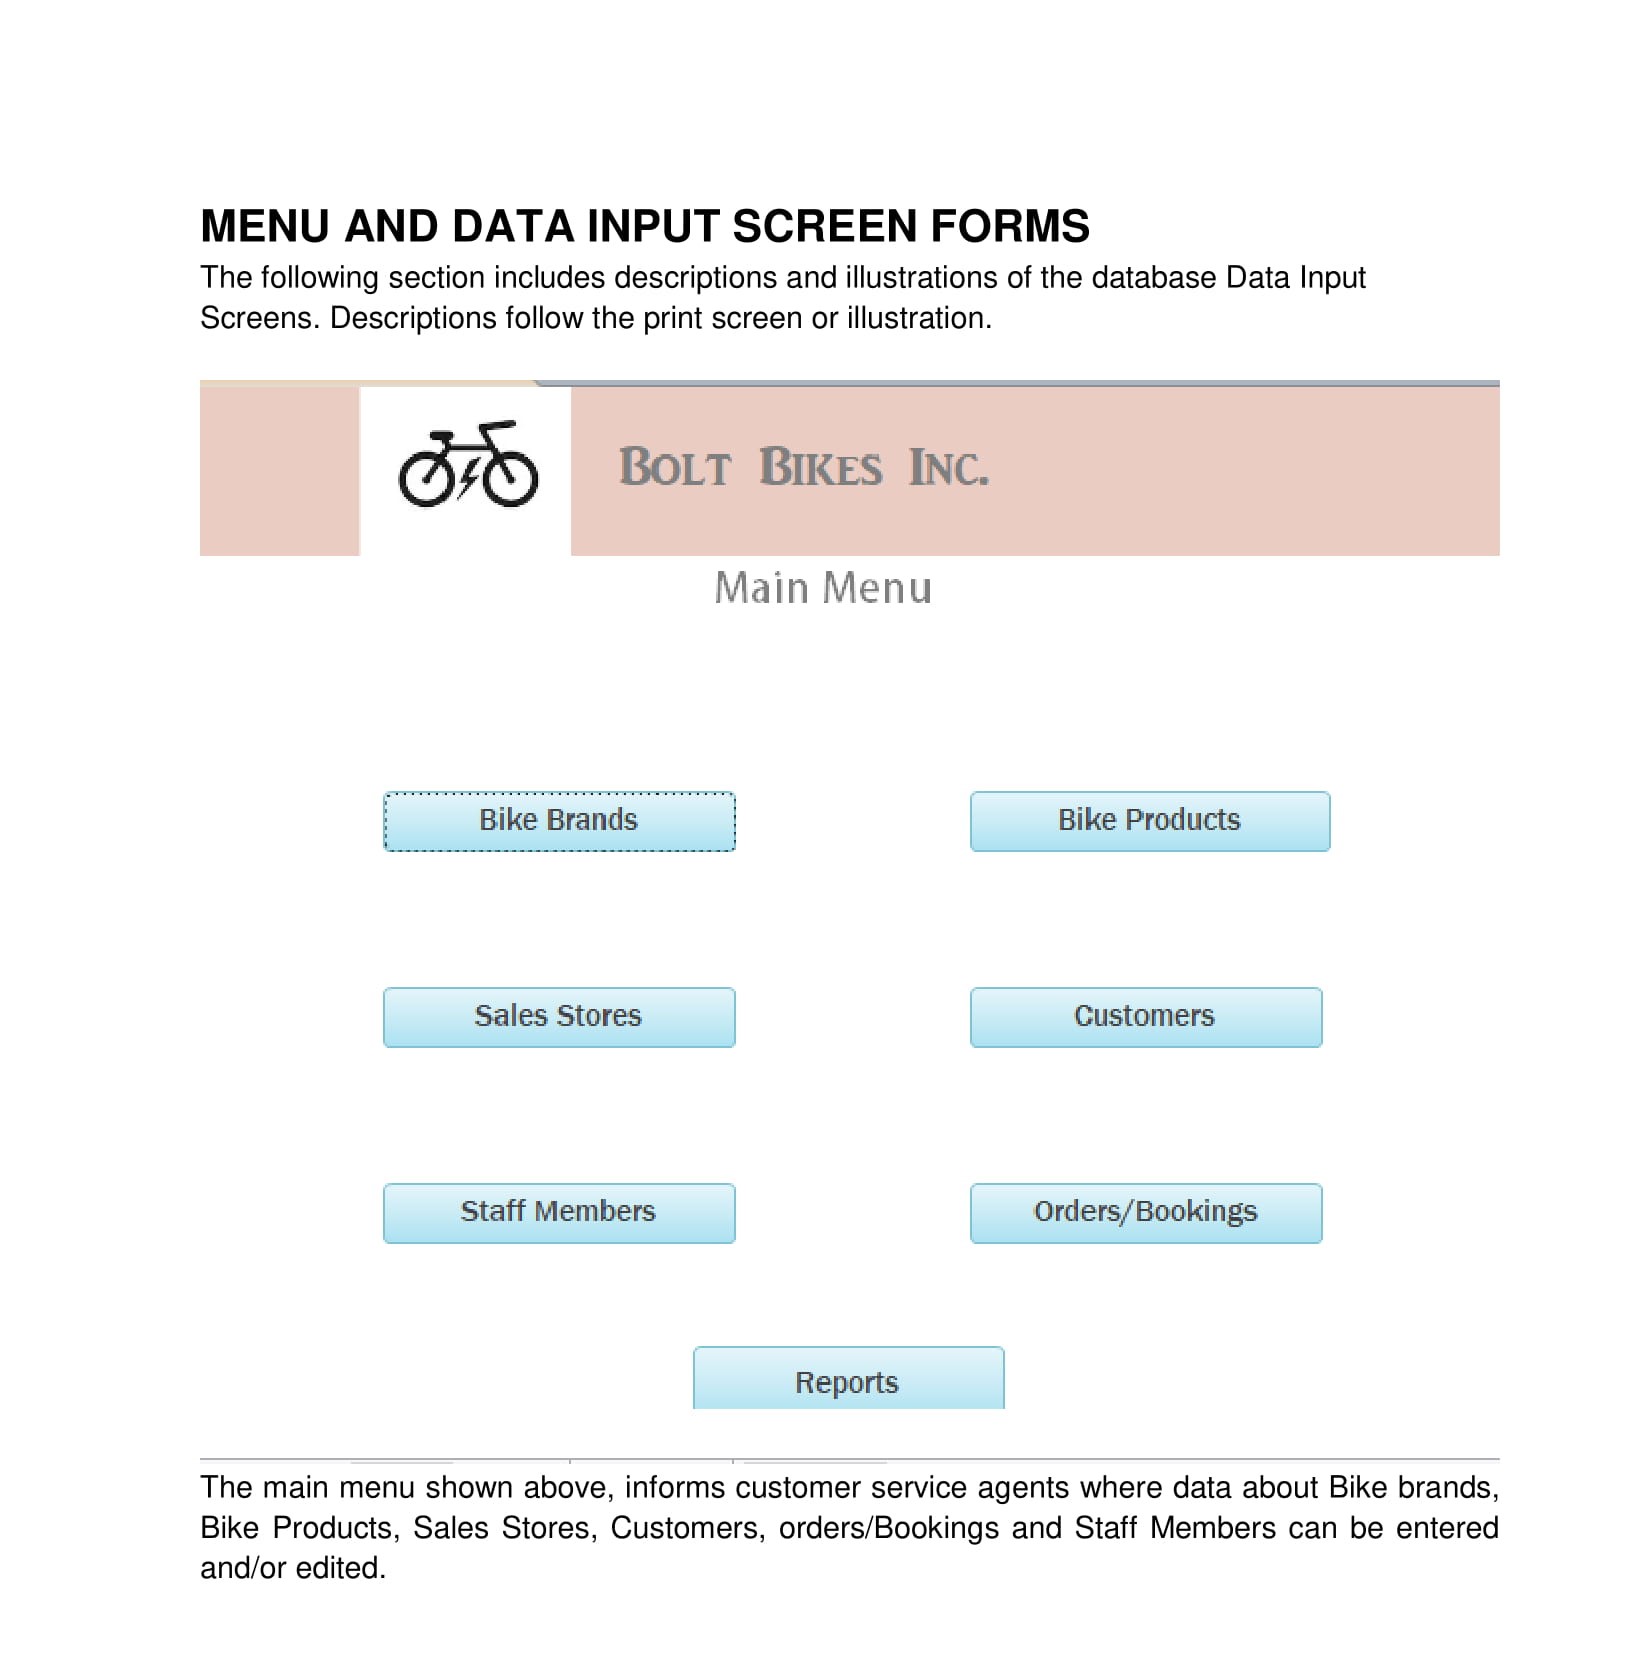 MENU AND DATA INPUT SCREEN FORMS
The following section includes descriptions and illustrations of the database Data Input
Screens. Descriptions follow the print screen or illustration.
BOLT BIKES INC.
Main Menu
Bike Brands
Bike Products
Sales Stores
Customers
Staff Members
Orders/Bookings
Reports
The main menu shown above, informs customer service agents where data about Bike brands,
Bike Products, Sales Stores, Customers, orders/Bookings and Staff Members can be entered
and/or edited.